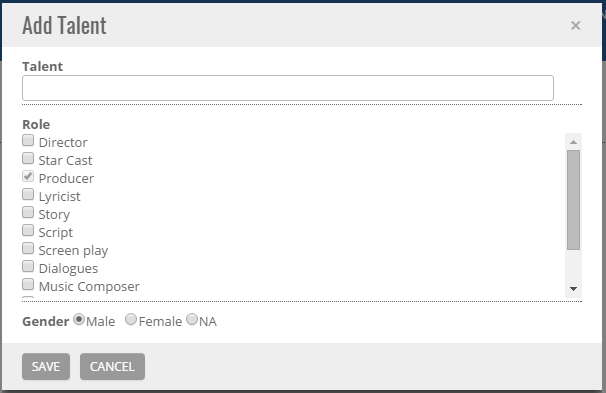 Add Talent
×
Talent
Role
Director
Star Cast
Producer
Lyricist
Story
Script
Screen play
Dialogues
Music Composer
Gender Male Female NA
SAVE CANCEL